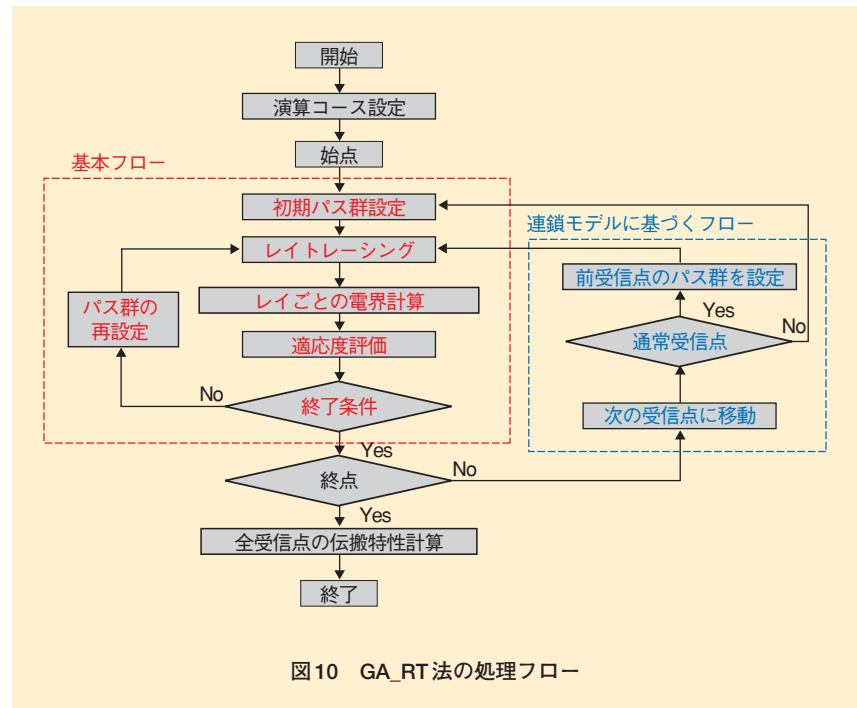 開始
演算コース設定
始点
基本フロー
初期パス群設定
レイトレーシング
レイごとの電界計算
適応度評価
終了条件
No
パス群の
再設定
Yes
終点
No
Yes
全受信点の伝搬特性計算
終了
連鎖モデルに基づくフロー
前受信点のパス群を設定
Yes
通常受信点
No
次の受信点に移動
図10 GA_RT法の処理フロー